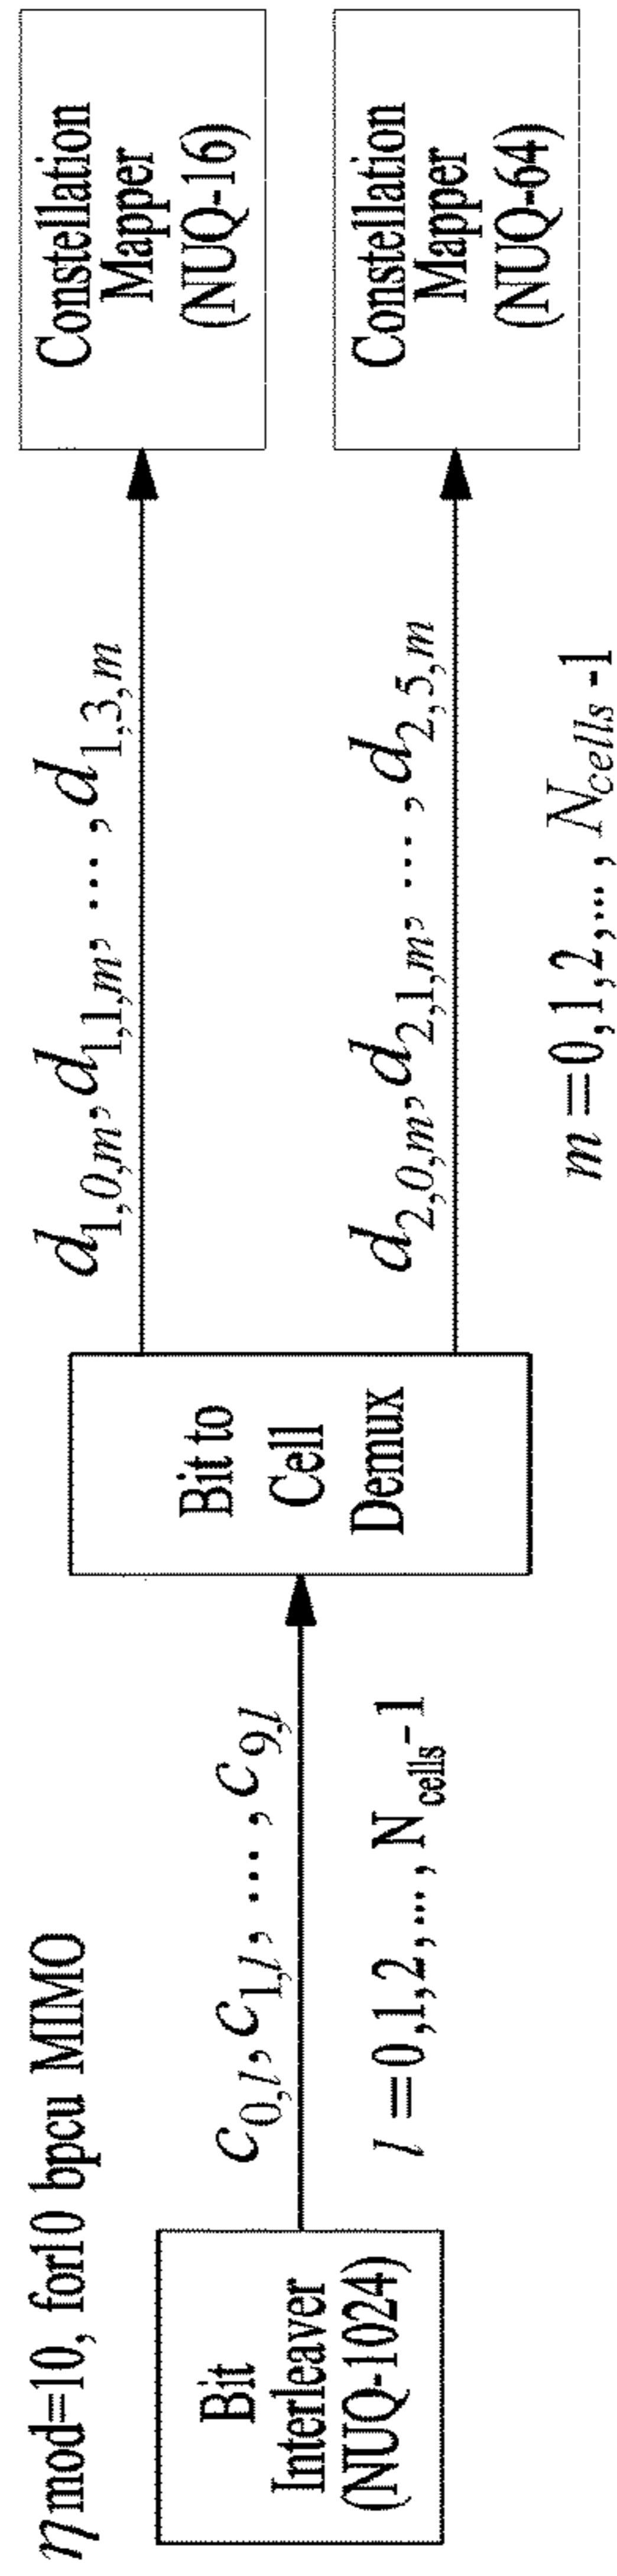 ηmod=10, for10 bpcu MIMO
Bit
Interleaver
(NUQ-1024)
c0,l, c1,l, ..., c9,l
l =0,1,2,..., Ncells-1
Bit to
Cell
Demux
d1,0,m, d1,1,m, ..., d1,3,m
d2,0,m, d2,1,m, ..., d2,5,m
m =0,1,2,..., Ncells-1
Constellation
Mapper
(NUQ-16)
Constellation
Mapper
(NUQ-64)